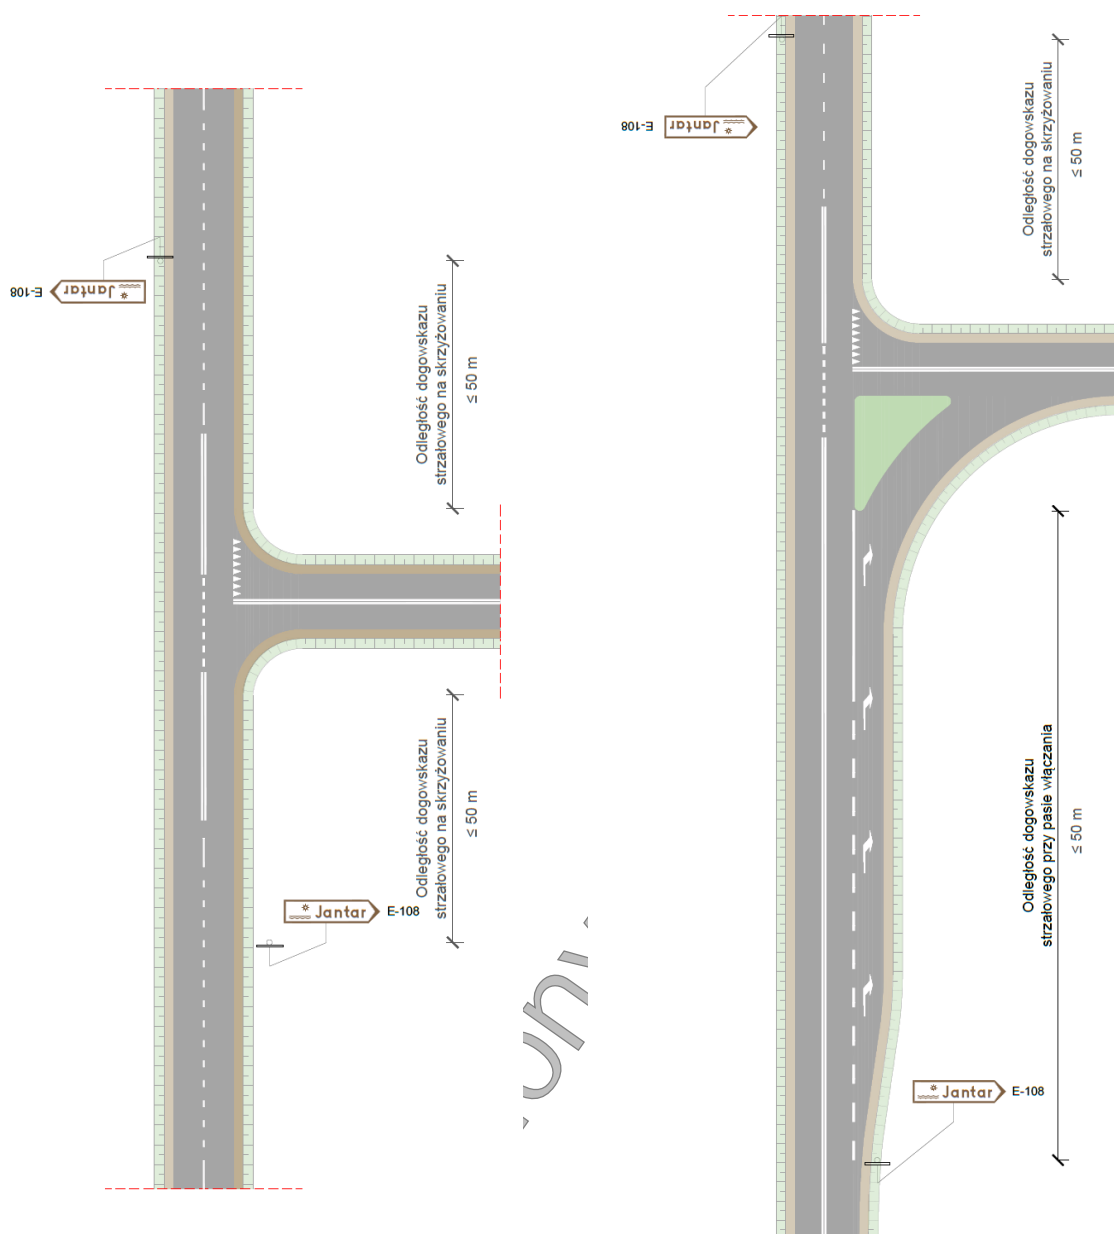 E-108
Jantar
Odległość dogowskazu
strzałowego na skrzyżowaniu
≤ 50 m
Odległość dogowskazu
strzałowego na skrzyżowaniu
≤ 50 m
Jantar
E-108
E-108
Jantar
Odległość dogowskazu
strzałowego na skrzyżowaniu
≤ 50 m
Odległość dogowskazu
strzałowego przy pasie włączania
≤ 50 m
Jantar
E-108